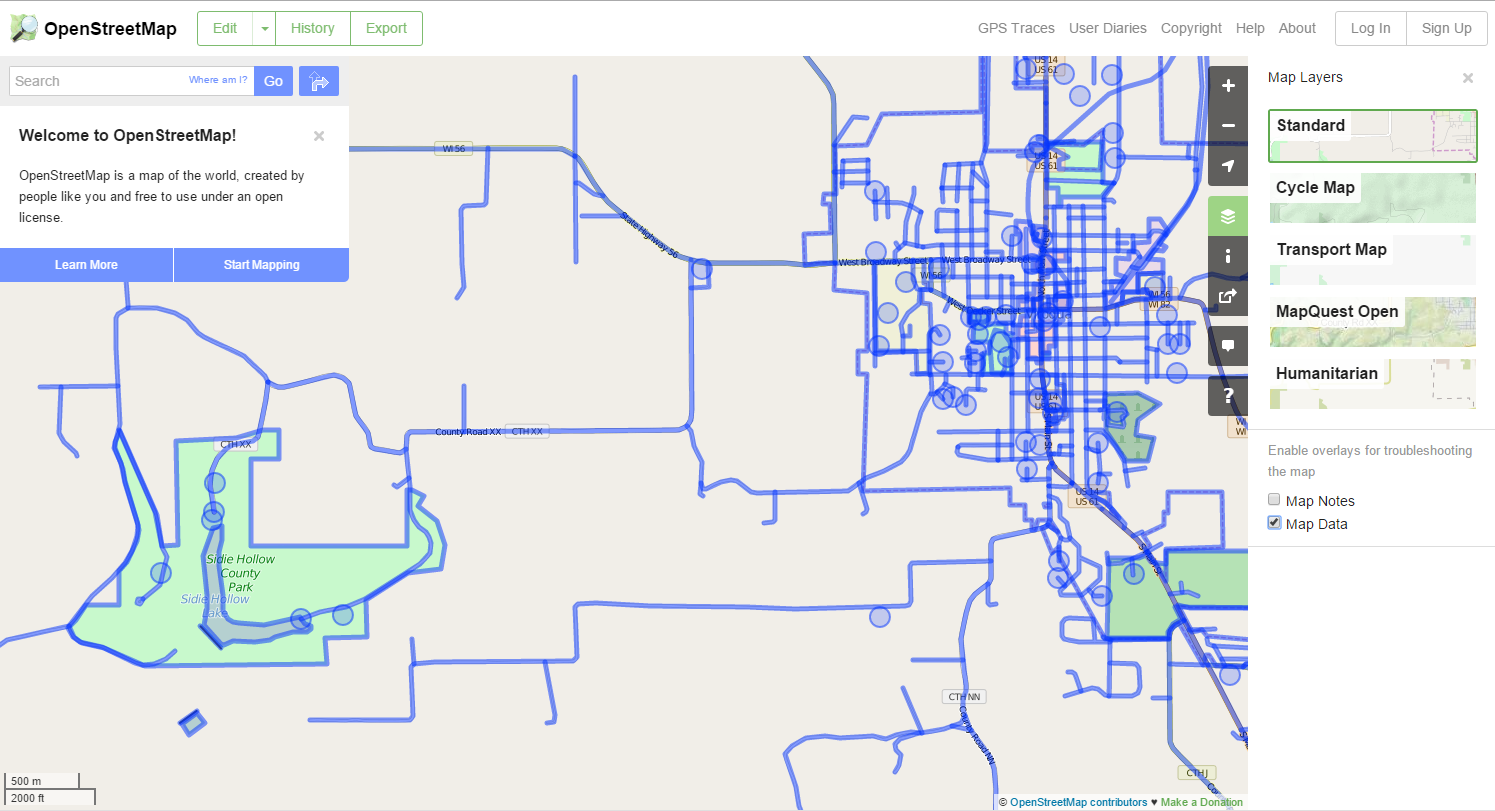 OpenStreetMap
Edit
History
Export
GPS Traces
User Diaries
Copyright
Help
About
Log In
Sign Up
Search
Where am I?
Go
Welcome to OpenStreetMap!
×
OpenStreetMap is a map of the world, created by
people like you and free to use under an open
license.
Learn More
Start Mapping
US 14
US 61
WI 56
US 14
US 61
State Highway 56
West Broadway Street
West Broadway Street
WI 56
WI 56
WI 82
US 14
County Road XX
CTH XX
CTH XX
US 14
US 61
Sidie Hollow
County
Park
Sidie Hollow
Lake
CTH NN
County Road NN
CTH J
500 m
2000 ft
© OpenStreetMap contributors ♥ Make a Donation
+
−
i
?
Map Layers
×
Standard
Cycle Map
Transport Map
MapQuest Open
Humanitarian
Enable overlays for troubleshooting
the map
Map Notes
Map Data